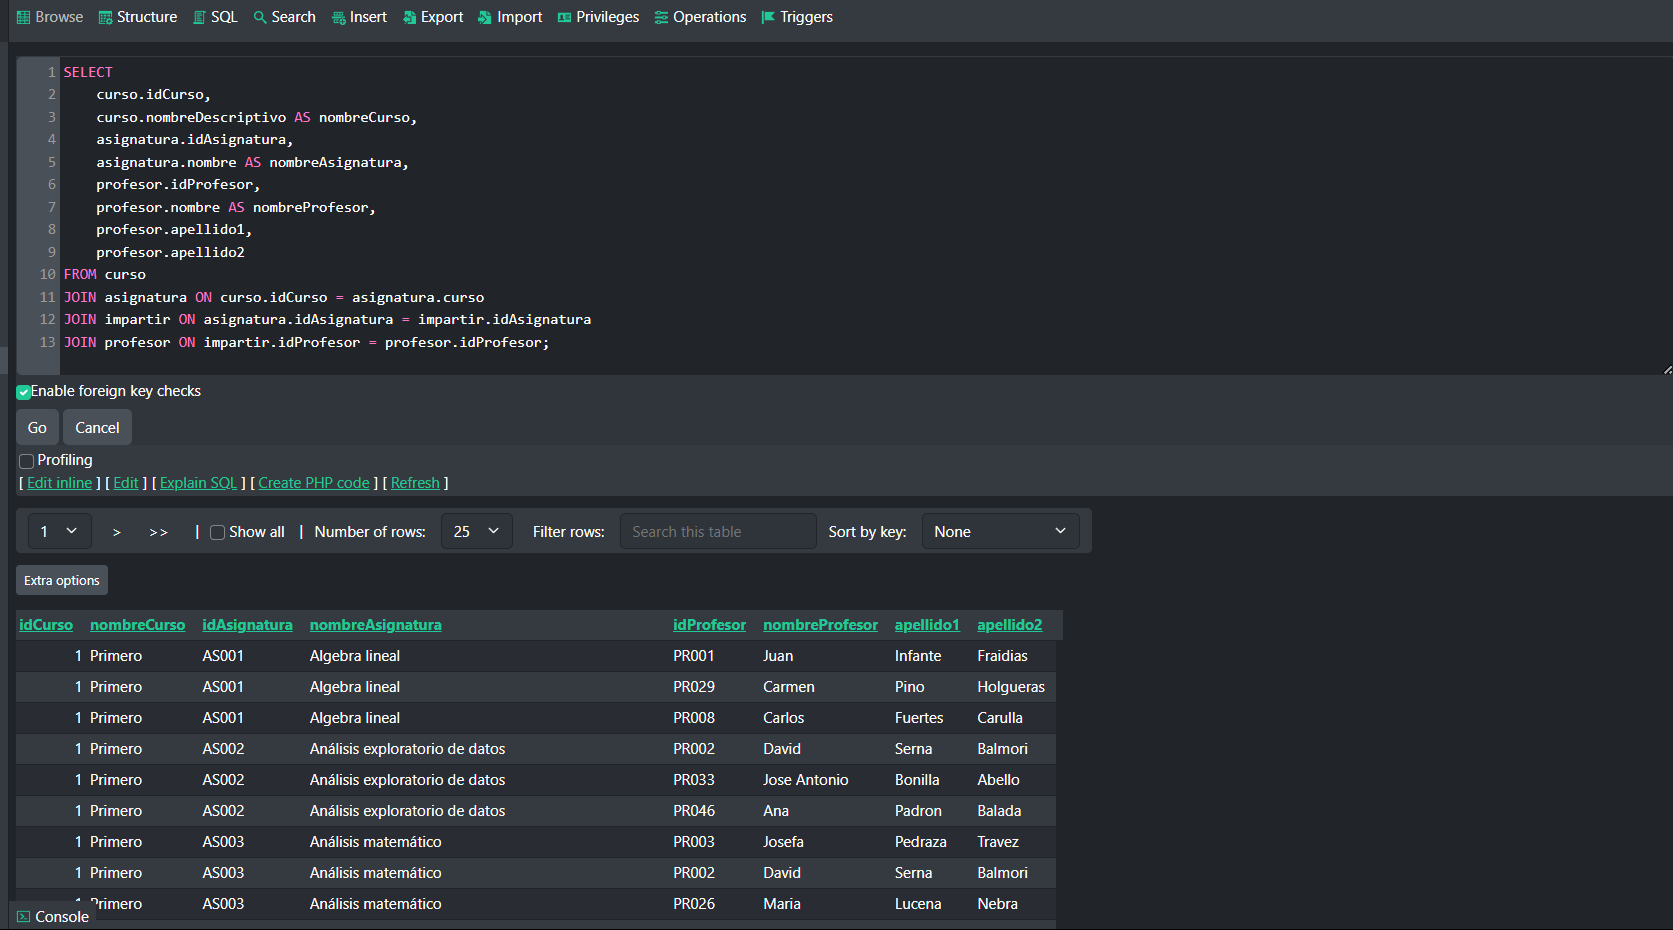 Browse Structure SQL Search Insert Export Import Privileges Operations Triggers
1 SELECT
2 curso.idCurso,
3 curso.nombreDescriptivo AS nombreCurso,
4 asignatura.idAsignatura,
5 asignatura.nombre AS nombreAsignatura,
6 profesor.idProfesor,
7 profesor.nombre AS nombreProfesor,
8 profesor.apellido1,
9 profesor.apellido2
10 FROM curso
11 JOIN asignatura ON curso.idCurso = asignatura.curso
12 JOIN impartir ON asignatura.idAsignatura = impartir.idAsignatura
13 JOIN profesor ON impartir.idProfesor = profesor.idProfesor;
Enable foreign key checks
Go Cancel
Profiling
[ Edit inline ] [ Edit ] [ Explain SQL ] [ Create PHP code ] [ Refresh ]
1 > >> | Show all | Number of rows: 25 Filter rows: Search this table Sort by key: None
Extra options
idCurso nombreCurso idAsignatura nombreAsignatura idProfesor nombreProfesor apellido1 apellido2
1 Primero AS001 Algebra lineal PR001 Juan Infante Fraidias
1 Primero AS001 Algebra lineal PR029 Carmen Pino Holgueras
1 Primero AS001 Algebra lineal PR008 Carlos Fuertes Carulla
1 Primero AS002 Análisis exploratorio de datos PR002 David Serna Balmori
1 Primero AS002 Análisis exploratorio de datos PR033 Jose Antonio Bonilla Abello
1 Primero AS002 Análisis exploratorio de datos PR046 Ana Padron Balada
1 Primero AS003 Análisis matemático PR003 Josefa Pedraza Travez
1 Primero AS003 Análisis matemático PR002 David Serna Balmori
1 Primero AS003 Análisis matemático PR026 Maria Lucena Nebra
Console